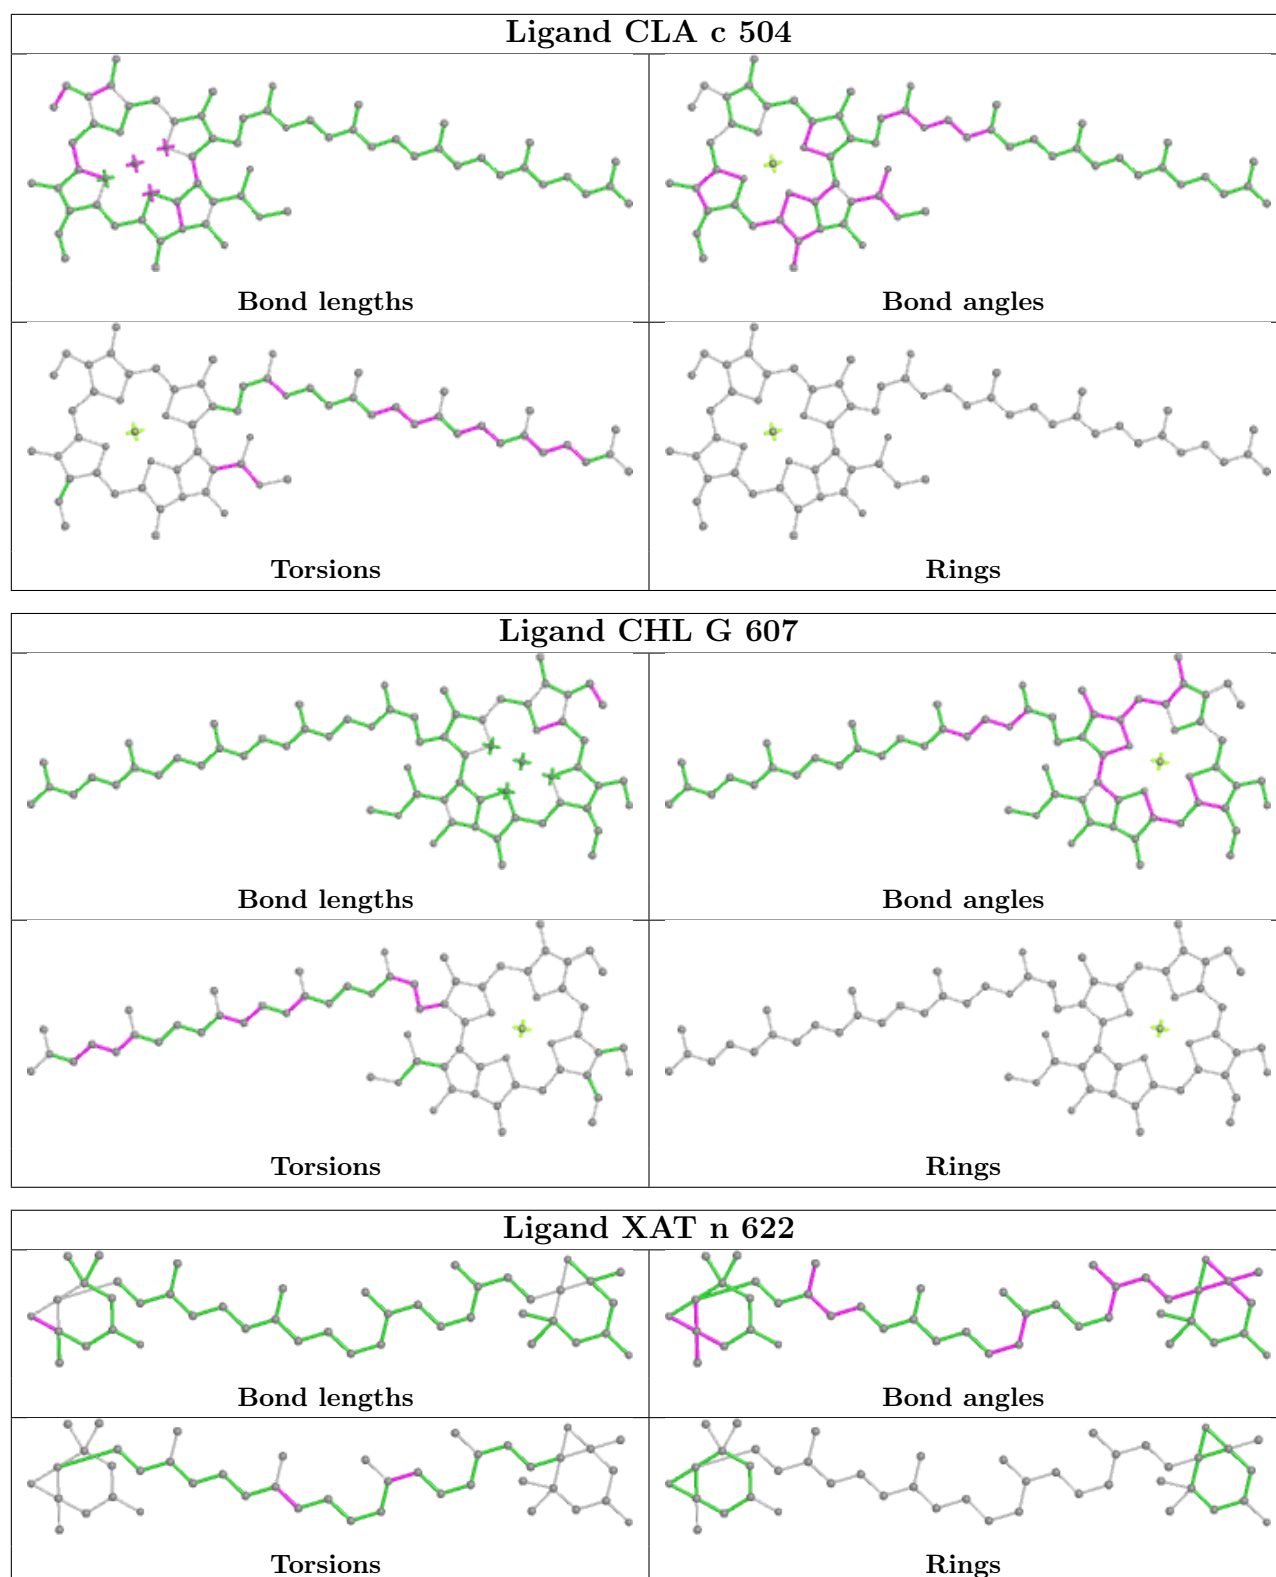 Ligand CLA c 504
Bond lengths
Bond angles
Torsions
Rings
Ligand CHL G 607
Bond lengths
Bond angles
Torsions
Rings
Ligand XAT n 622
Bond lengths
Bond angles
Torsions
Rings